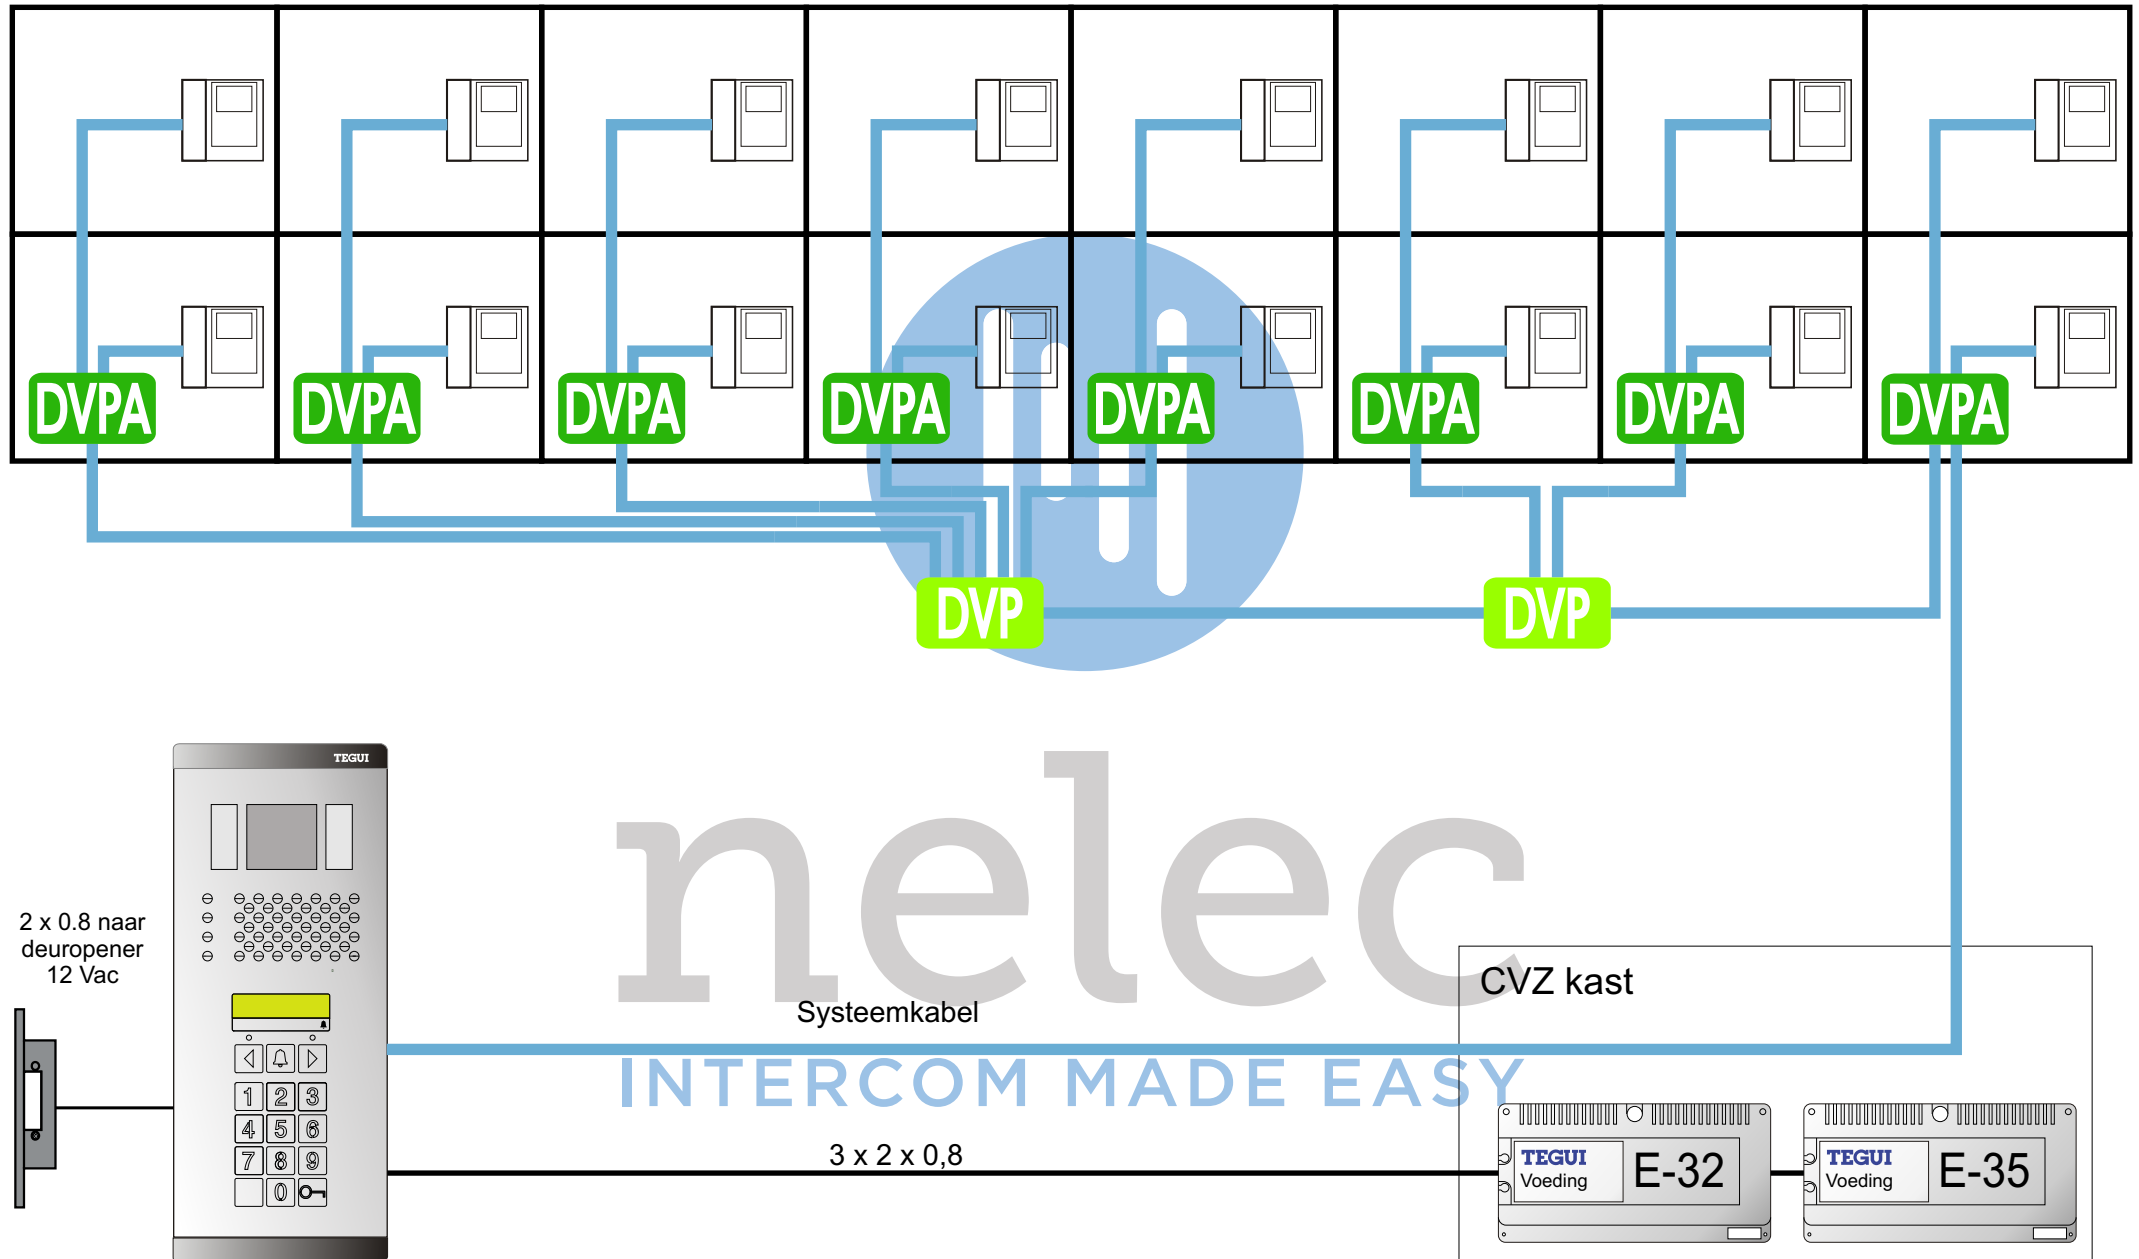 DVPA DVPA DVPA DVPA DVPA DVPA DVPA DVPA
DVP DVP
TEGUI
nelec
INTERCOM MADE EASY
2 x 0.8 naar
deuropener
12 Vac
Systeemkabel
CVZ kast
1 2 3
4 5 6
7 8 9
0
3 x 2 x 0,8
TEGUI
Voeding
E-32
TEGUI
Voeding
E-35